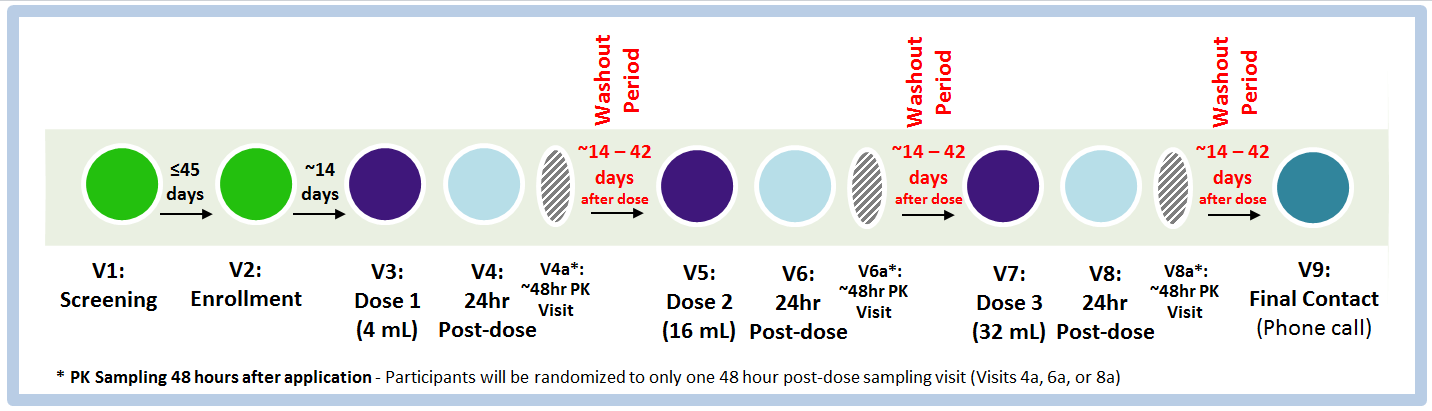 Washout Period
Washout Period
Washout Period
≤45
days
~14
days
~14 – 42
days
after dose
~14 – 42
days
after dose
~14 – 42
days
after dose
V1:
Screening
V2:
Enrollment
V3:
Dose 1
(4 mL)
V4:
24hr
Post-dose
V4a*:
~48hr PK
Visit
V5:
Dose 2
(16 mL)
V6:
24hr
Post-dose
V6a*:
~48hr PK
Visit
V7:
Dose 3
(32 mL)
V8:
24hr
Post-dose
V8a*:
~48hr PK
Visit
V9:
Final Contact
(Phone call)
* PK Sampling 48 hours after application - Participants will be randomized to only one 48 hour post-dose sampling visit (Visits 4a, 6a, or 8a)